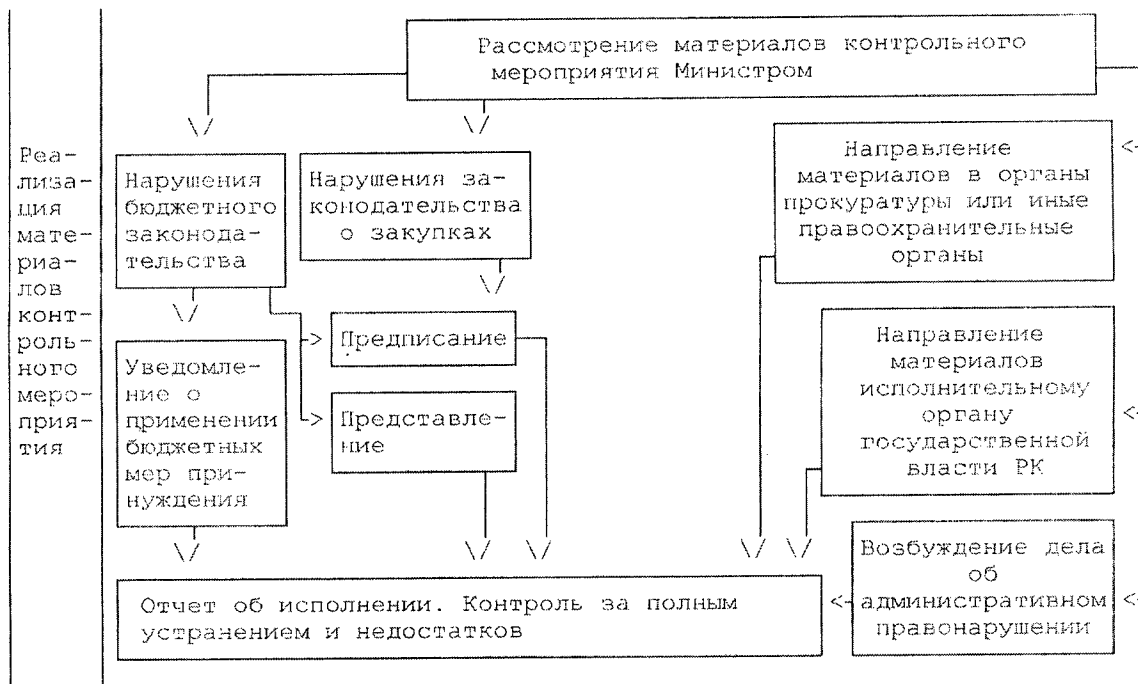 Рассмотрение материалов контрольного
мероприятия Министром
Реа-
лиза-
ция
мате-
риа-
лов
конт-
роль-
ного
меро-
прия-
тия
Нарушения
бюджетного
законода-
тельства
Нарушения за-
конодательства
о закупках
Направление
материалов в органы
прокуратуры или иные
правоохранительные
органы
Уведомле-
ние о
применении
бюджетных
мер при-
нуждения
Предписание
Представле-
ние
Направление
материалов
исполнительному
органу
государственной
власти РК
Возбуждение дела
об
административном
правонарушении
Отчет об исполнении. Контроль за полным
устранением и недостатков